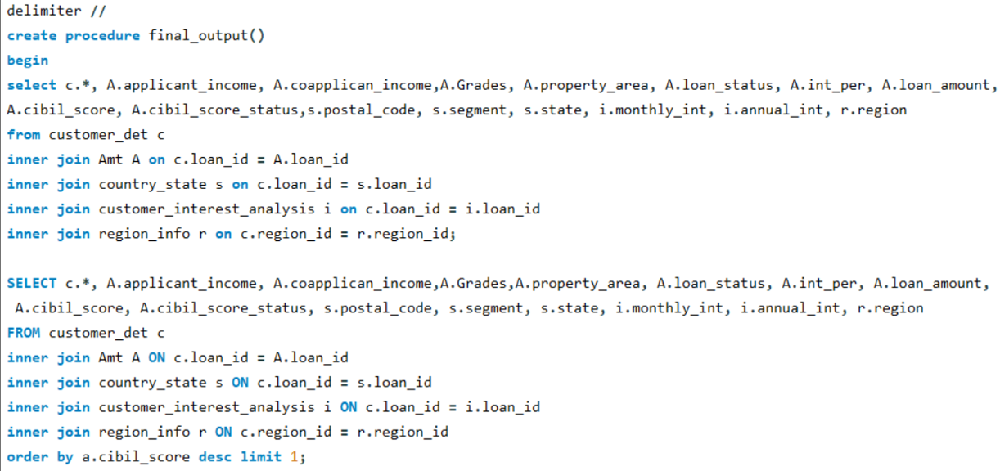 delimiter //
create procedure final_output()
begin
select c.*, A.applicant_income, A.coapplican_income,A.Grades, A.property_area, A.loan_status, A.int_per, A.loan_amount,
A.cibil_score, A.cibil_score_status,s.postal_code, s.segment, s.state, i.monthly_int, i.annual_int, r.region
from customer_det c
inner join Amt A on c.loan_id = A.loan_id
inner join country_state s on c.loan_id = s.loan_id
inner join customer_interest_analysis i on c.loan_id = i.loan_id
inner join region_info r on c.region_id = r.region_id;

SELECT c.*, A.applicant_income, A.coapplican_income,A.Grades,A.property_area, A.loan_status, A.int_per, A.loan_amount,
A.cibil_score, A.cibil_score_status, s.postal_code, s.segment, s.state, i.monthly_int, i.annual_int, r.region
FROM customer_det c
inner join Amt A ON c.loan_id = A.loan_id
inner join country_state s ON c.loan_id = s.loan_id
inner join customer_interest_analysis i ON c.loan_id = i.loan_id
inner join region_info r ON c.region_id = r.region_id
order by a.cibil_score desc limit 1;